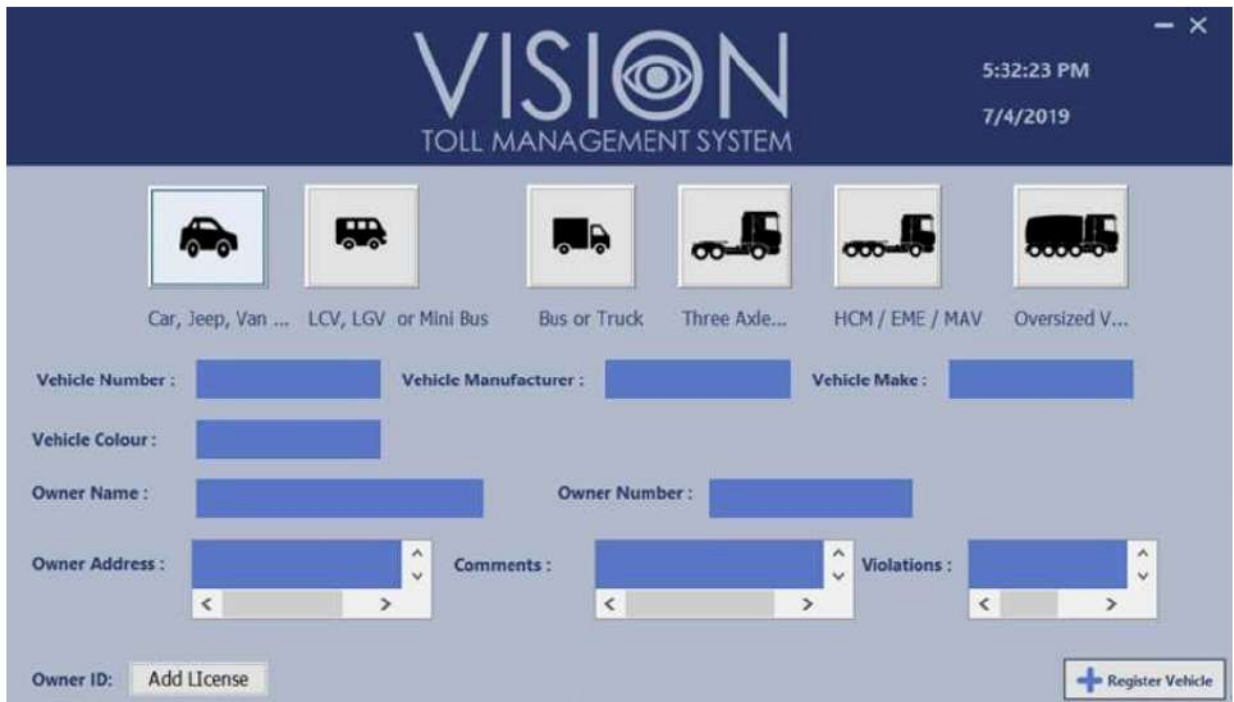 VISION
TOLL MANAGEMENT SYSTEM
5:32:23 PM
7/4/2019
Car, Jeep, Van ... LCV, LGV or Mini Bus Bus or Truck Three Axle... HCM / EME / MAV Oversized V...
Vehicle Number : Vehicle Manufacturer : Vehicle Make :
Vehicle Colour :
Owner Name : Owner Number :
Owner Address : Comments : Violations :
Owner ID: Add LIcense Register Vehicle